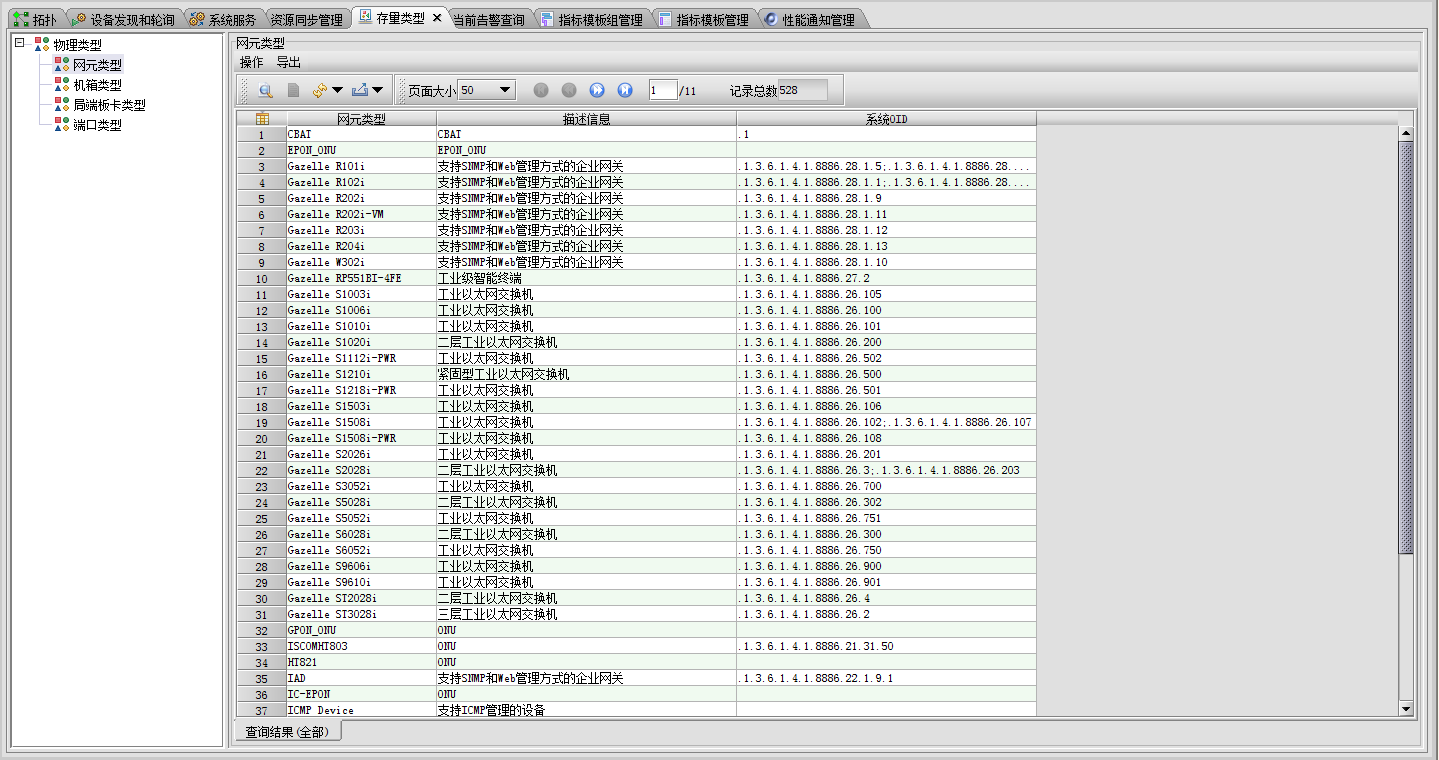 拓扑 设备发现和轮询 系统服务 资源同步管理 存量类型 当前告警查询 指标模板组管理 指标模板管理 性能通知管理
物理类型
网元类型
机箱类型
局端板卡类型
端口类型
网元类型
操作 导出
页面大小 50 1 /11 记录总数 528
网元类型 描述信息 系统OID
1 CBAT CBAT .1
2 EPON_ONU EPON_ONU
3 Gazelle R101i 支持SNMP和Web管理方式的企业网关 .1.3.6.1.4.1.8886.28.1.5;.1.3.6.1.4.1.8886.28....
4 Gazelle R102i 支持SNMP和Web管理方式的企业网关 .1.3.6.1.4.1.8886.28.1.1;.1.3.6.1.4.1.8886.28....
5 Gazelle R202i 支持SNMP和Web管理方式的企业网关 .1.3.6.1.4.1.8886.28.1.9
6 Gazelle R202i-VM 支持SNMP和Web管理方式的企业网关 .1.3.6.1.4.1.8886.28.1.11
7 Gazelle R203i 支持SNMP和Web管理方式的企业网关 .1.3.6.1.4.1.8886.28.1.12
8 Gazelle R204i 支持SNMP和Web管理方式的企业网关 .1.3.6.1.4.1.8886.28.1.13
9 Gazelle W302i 支持SNMP和Web管理方式的企业网关 .1.3.6.1.4.1.8886.28.1.10
10 Gazelle RP551BI-4FE 工业级智能终端 .1.3.6.1.4.1.8886.27.2
11 Gazelle S1003i 工业以太网交换机 .1.3.6.1.4.1.8886.26.105
12 Gazelle S1006i 工业以太网交换机 .1.3.6.1.4.1.8886.26.100
13 Gazelle S1010i 工业以太网交换机 .1.3.6.1.4.1.8886.26.101
14 Gazelle S1020i 二层工业以太网交换机 .1.3.6.1.4.1.8886.26.200
15 Gazelle S1112i-PWR 工业以太网交换机 .1.3.6.1.4.1.8886.26.502
16 Gazelle S1210i 紧固型工业以太网交换机 .1.3.6.1.4.1.8886.26.500
17 Gazelle S1218i-PWR 工业以太网交换机 .1.3.6.1.4.1.8886.26.501
18 Gazelle S1503i 工业以太网交换机 .1.3.6.1.4.1.8886.26.106
19 Gazelle S1508i 工业以太网交换机 .1.3.6.1.4.1.8886.26.102;.1.3.6.1.4.1.8886.26.107
20 Gazelle S1508i-PWR 工业以太网交换机 .1.3.6.1.4.1.8886.26.108
21 Gazelle S2026i 工业以太网交换机 .1.3.6.1.4.1.8886.26.201
22 Gazelle S2028i 二层工业以太网交换机 .1.3.6.1.4.1.8886.26.3;.1.3.6.1.4.1.8886.26.203
23 Gazelle S3052i 工业以太网交换机 .1.3.6.1.4.1.8886.26.700
24 Gazelle S5028i 二层工业以太网交换机 .1.3.6.1.4.1.8886.26.302
25 Gazelle S5052i 工业以太网交换机 .1.3.6.1.4.1.8886.26.751
26 Gazelle S6028i 二层工业以太网交换机 .1.3.6.1.4.1.8886.26.300
27 Gazelle S6052i 工业以太网交换机 .1.3.6.1.4.1.8886.26.750
28 Gazelle S9606i 工业以太网交换机 .1.3.6.1.4.1.8886.26.900
29 Gazelle S9610i 工业以太网交换机 .1.3.6.1.4.1.8886.26.901
30 Gazelle ST2028i 二层工业以太网交换机 .1.3.6.1.4.1.8886.26.4
31 Gazelle ST3028i 三层工业以太网交换机 .1.3.6.1.4.1.8886.26.2
32 GPON_ONU ONU
33 ISCOMHT803 ONU .1.3.6.1.4.1.8886.21.31.50
34 HT821 ONU
35 IAD 支持SNMP和Web管理方式的企业网关 .1.3.6.1.4.1.8886.22.1.9.1
36 IC-EPON ONU
37 ICMP Device 支持ICMP管理的设备
查询结果(全部)